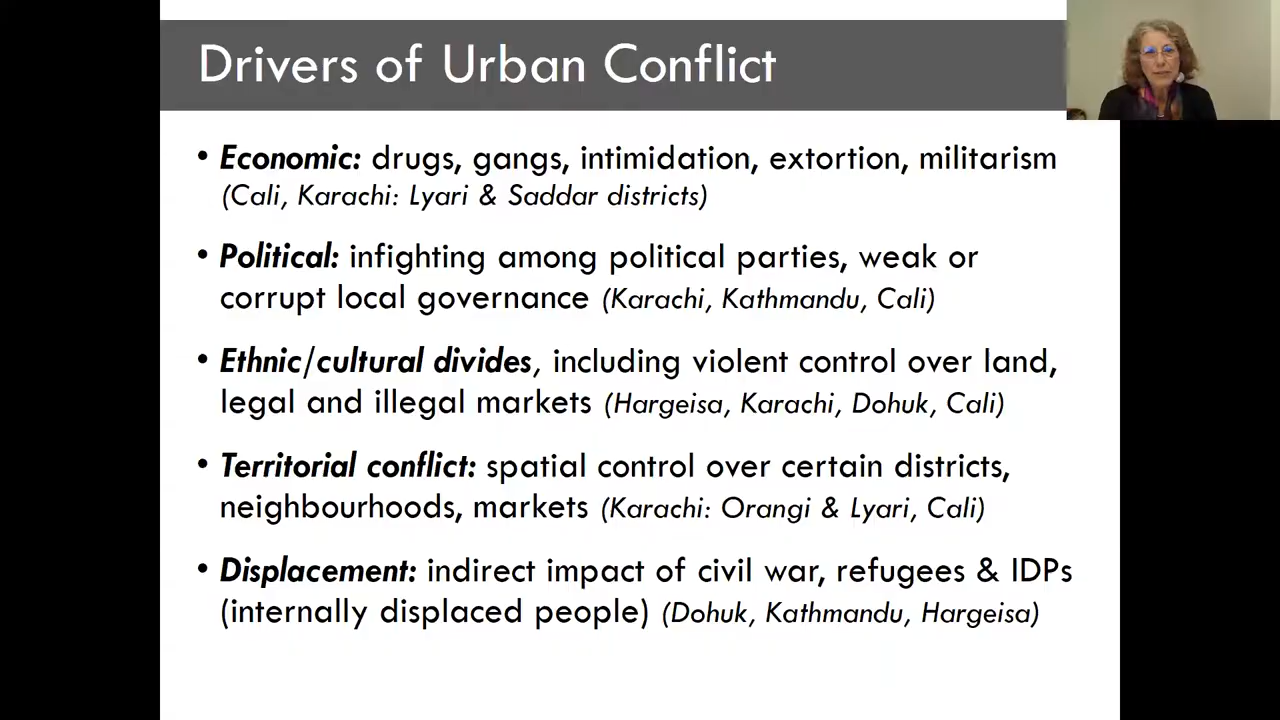 Drivers of Urban Conflict
• Economic: drugs, gangs, intimidation, extortion, militarism
(Cali, Karachi: Lyari & Saddar districts)
• Political: infighting among political parties, weak or
corrupt local governance (Karachi, Kathmandu, Cali)
• Ethnic/cultural divides, including violent control over land,
legal and illegal markets (Hargeisa, Karachi, Dohuk, Cali)
• Territorial conflict: spatial control over certain districts,
neighbourhoods, markets (Karachi: Orangi & Lyari, Cali)
• Displacement: indirect impact of civil war, refugees & IDPs
(internally displaced people) (Dohuk, Kathmandu, Hargeisa)